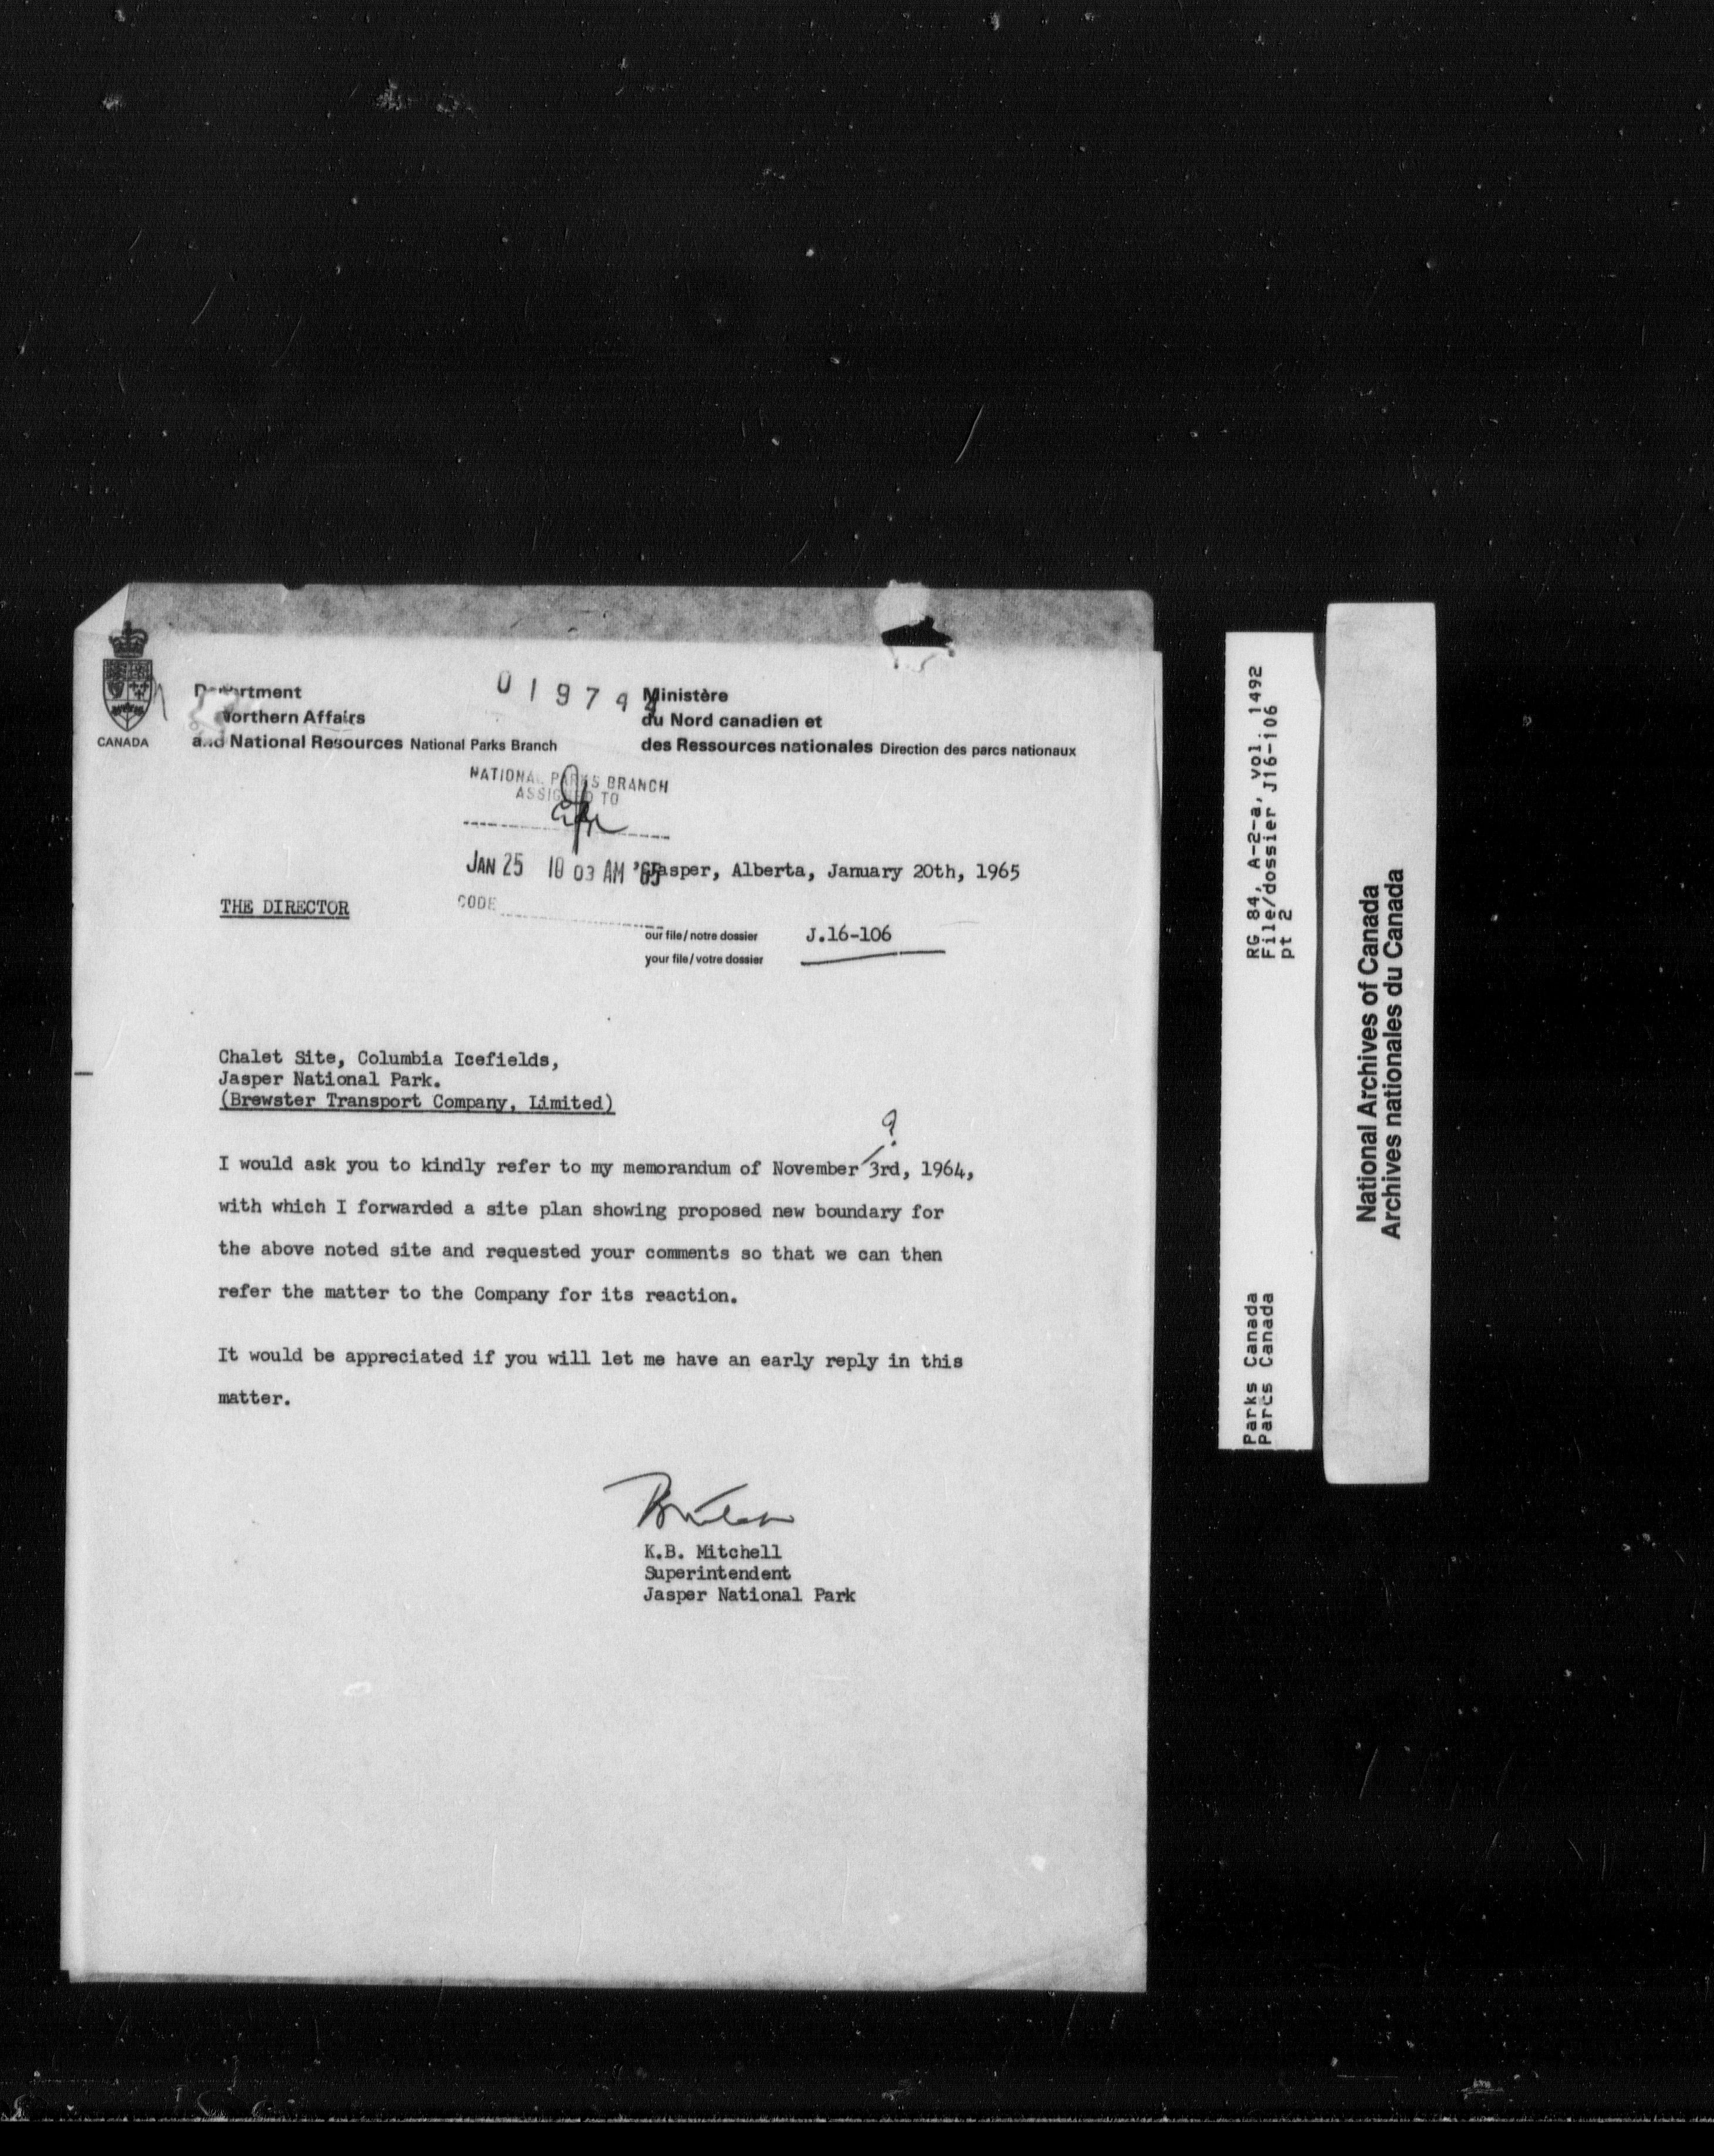 CANADA
Department
Northern Affairs
and National Resources National Parks Branch
Ministère
du Nord canadien et
des Ressources nationales Direction des parcs nationaux
NATIONAL PARKS BRANCH
ASSIGNED TO
JAN 25 10 03 AM '65
Jasper, Alberta, January 20th, 1965
THE DIRECTOR
CODE
our file/notre dossier J.16-106
your file/votre dossier
Chalet Site, Columbia Icefields,
Jasper National Park.
(Brewster Transport Company, Limited)
?
I would ask you to kindly refer to my memorandum of November 3rd, 1964,
with which I forwarded a site plan showing proposed new boundary for
the above noted site and requested your comments so that we can then
refer the matter to the Company for its reaction.
It would be appreciated if you will let me have an early reply in this
matter.
K.B. Mitchell
Superintendent
Jasper National Park
RG 84, A-2-a, vol. 1492
File/dossier J16-106
pt 2
Parks Canada
Parcs Canada
National Archives of Canada
Archives nationales du Canada